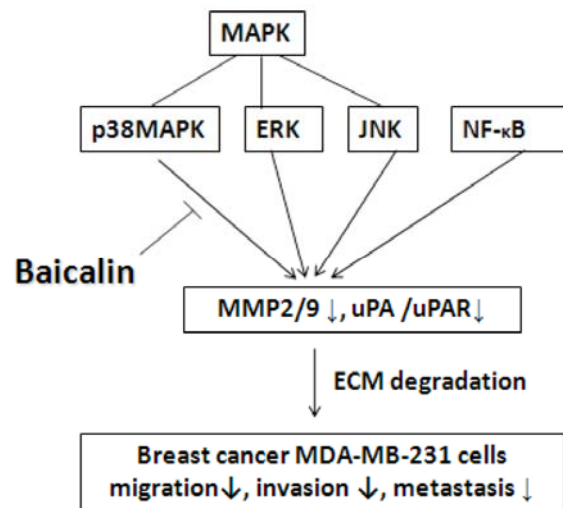 MAPK
p38MAPK ERK JNK NF-κB
Baicalin
MMP2/9 ↓, uPA /uPAR↓
ECM degradation
Breast cancer MDA-MB-231 cells
migration↓, invasion ↓, metastasis ↓